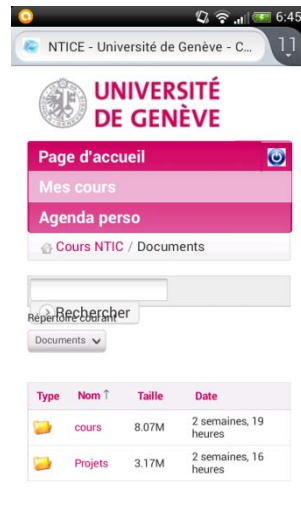 6:45
NTICE - Université de Genève - C...
11
UNIVERSITÉ
DE GENÈVE
Page d'accueil
Mes cours
Agenda perso
Cours NTIC / Documents
Rechercher
Répertoire courant
Documents
Type Nom ↑ Taille Date
cours 8.07M 2 semaines, 19
heures
Projets 3.17M 2 semaines, 16
heures